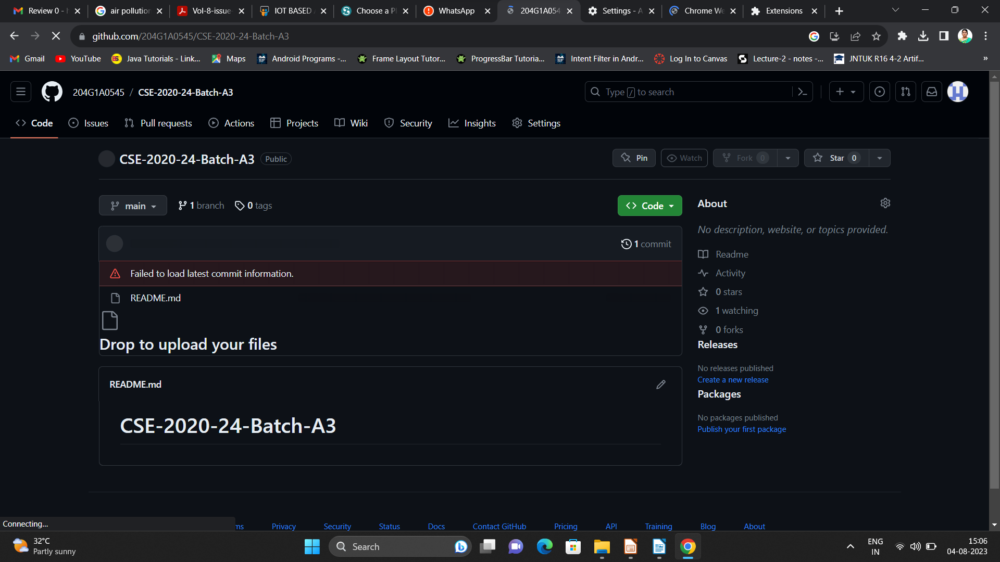 Review 0 - h
air pollution
Vol-8-issue-
IOT BASED
Choose a Pl
WhatsApp
204G1A054
Settings - A
Chrome We
Extensions
github.com/204G1A0545/CSE-2020-24-Batch-A3
Gmail
YouTube
Java Tutorials - Link...
Maps
Android Programs -...
Frame Layout Tutor...
ProgressBar Tutoria...
Intent Filter in Andr...
Log In to Canvas
Lecture-2 - notes -...
JNTUK R16 4-2 Artif...
»
204G1A0545 / CSE-2020-24-Batch-A3
Type / to search
Code
Issues
Pull requests
Actions
Projects
Wiki
Security
Insights
Settings
CSE-2020-24-Batch-A3 Public
Pin
Watch
Fork 0
Star 0
main
1 branch
0 tags
Code
About
No description, website, or topics provided.
1 commit
Readme
Failed to load latest commit information.
Activity
README.md
0 stars
1 watching
0 forks
Drop to upload your files
Releases
No releases published
Create a new release
README.md
Packages
No packages published
CSE-2020-24-Batch-A3
Publish your first package
Connecting...
ms
Privacy
Security
Status
Docs
Contact GitHub
Pricing
API
Training
Blog
About
32°C
Partly sunny
Search
ENG
IN
15:06
04-08-2023